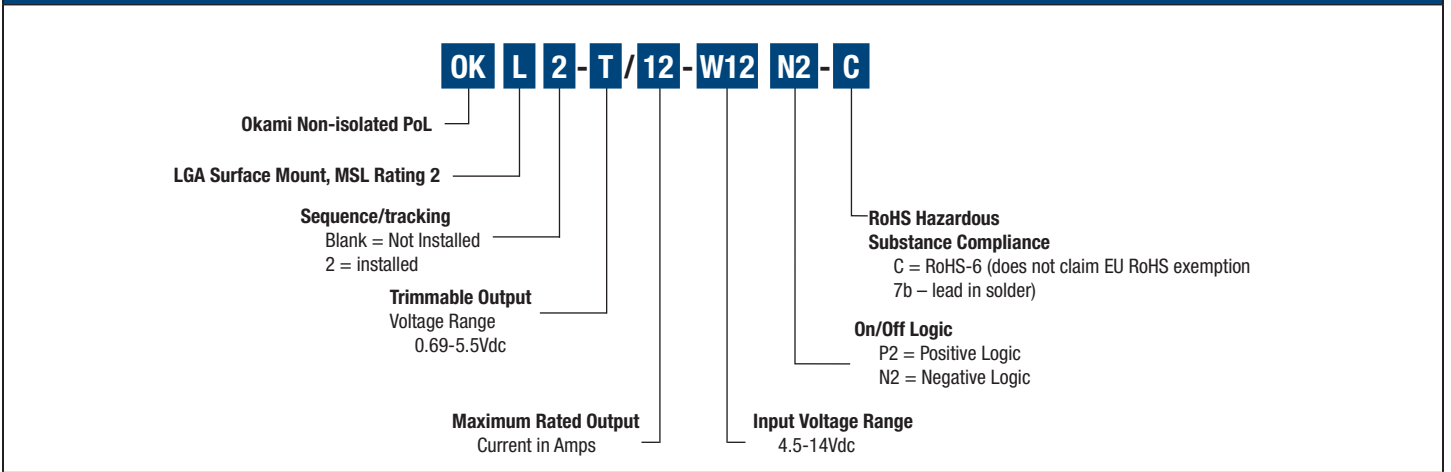 OK L 2 - T / 12 - W12 N2 - C
Okami Non-isolated PoL
LGA Surface Mount, MSL Rating 2
Sequence/tracking
Blank = Not Installed
2 = installed
Trimmable Output
Voltage Range
0.69-5.5Vdc
Maximum Rated Output
Current in Amps
Input Voltage Range
4.5-14Vdc
On/Off Logic
P2 = Positive Logic
N2 = Negative Logic
RoHS Hazardous
Substance Compliance
C = RoHS-6 (does not claim EU RoHS exemption
7b – lead in solder)